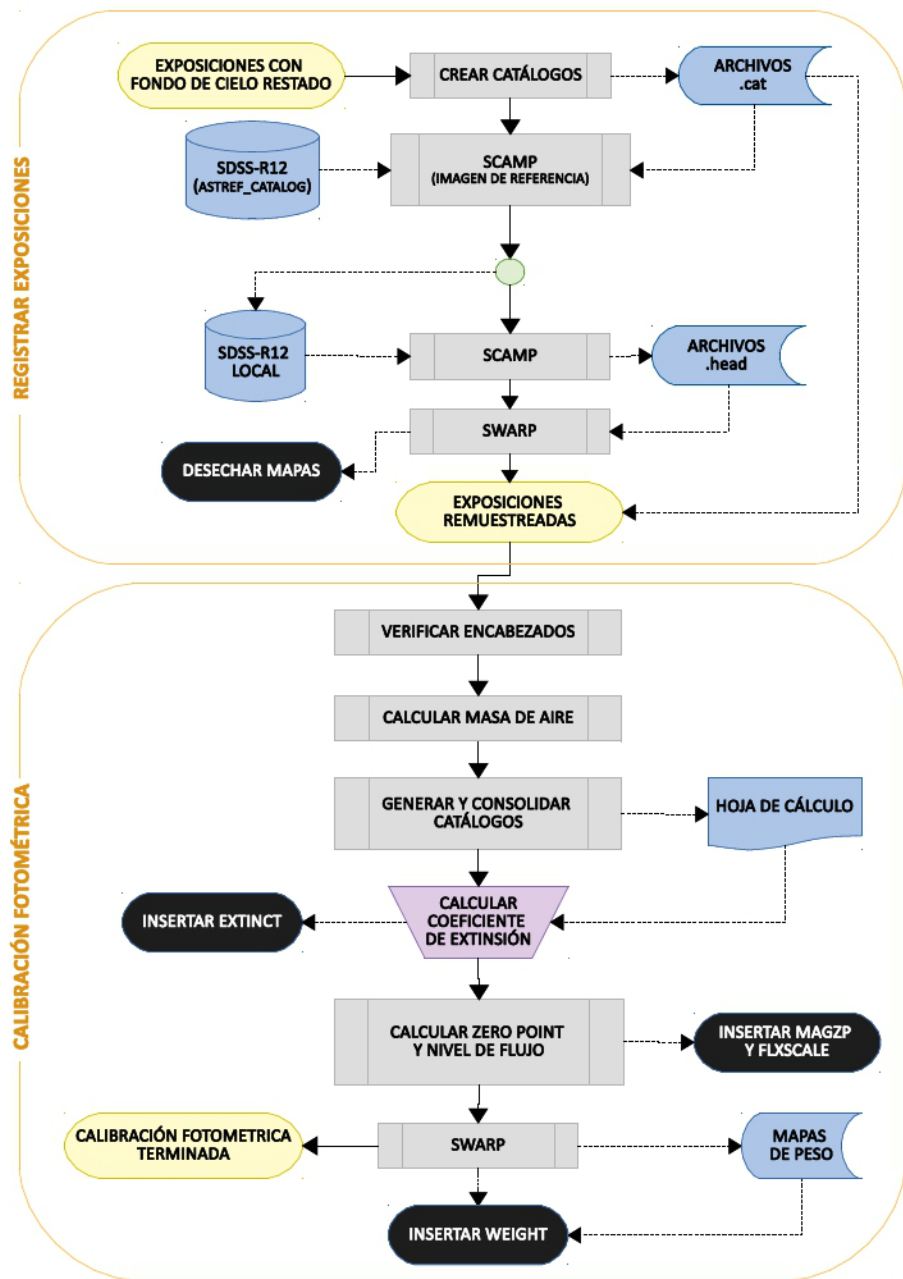 REGISTRAR EXPOSICIONES
EXPOSICIONES CON
FONDO DE CIELO RESTADO
CREAR CATÁLOGOS
ARCHIVOS
.cat
SDSS-R12
(ASTREF_CATALOG)
SCAMP
(IMAGEN DE REFERENCIA)
SDSS-R12
LOCAL
SCAMP
ARCHIVOS
.head
SWARP
DESECHAR MAPAS
EXPOSICIONES
REMUESTREADAS
CALIBRACIÓN FOTOMÉTRICA
VERIFICAR ENCABEZADOS
CALCULAR MASA DE AIRE
GENERAR Y CONSOLIDAR
CATÁLOGOS
HOJA DE CÁLCULO
INSERTAR EXTINCT
CALCULAR
COEFICIENTE
DE EXTINSIÓN
CALCULAR ZERO POINT
Y NIVEL DE FLUJO
INSERTAR MAGZP
Y FLXSCALE
CALIBRACIÓN FOTOMETRICA
TERMINADA
SWARP
MAPAS
DE PESO
INSERTAR WEIGHT